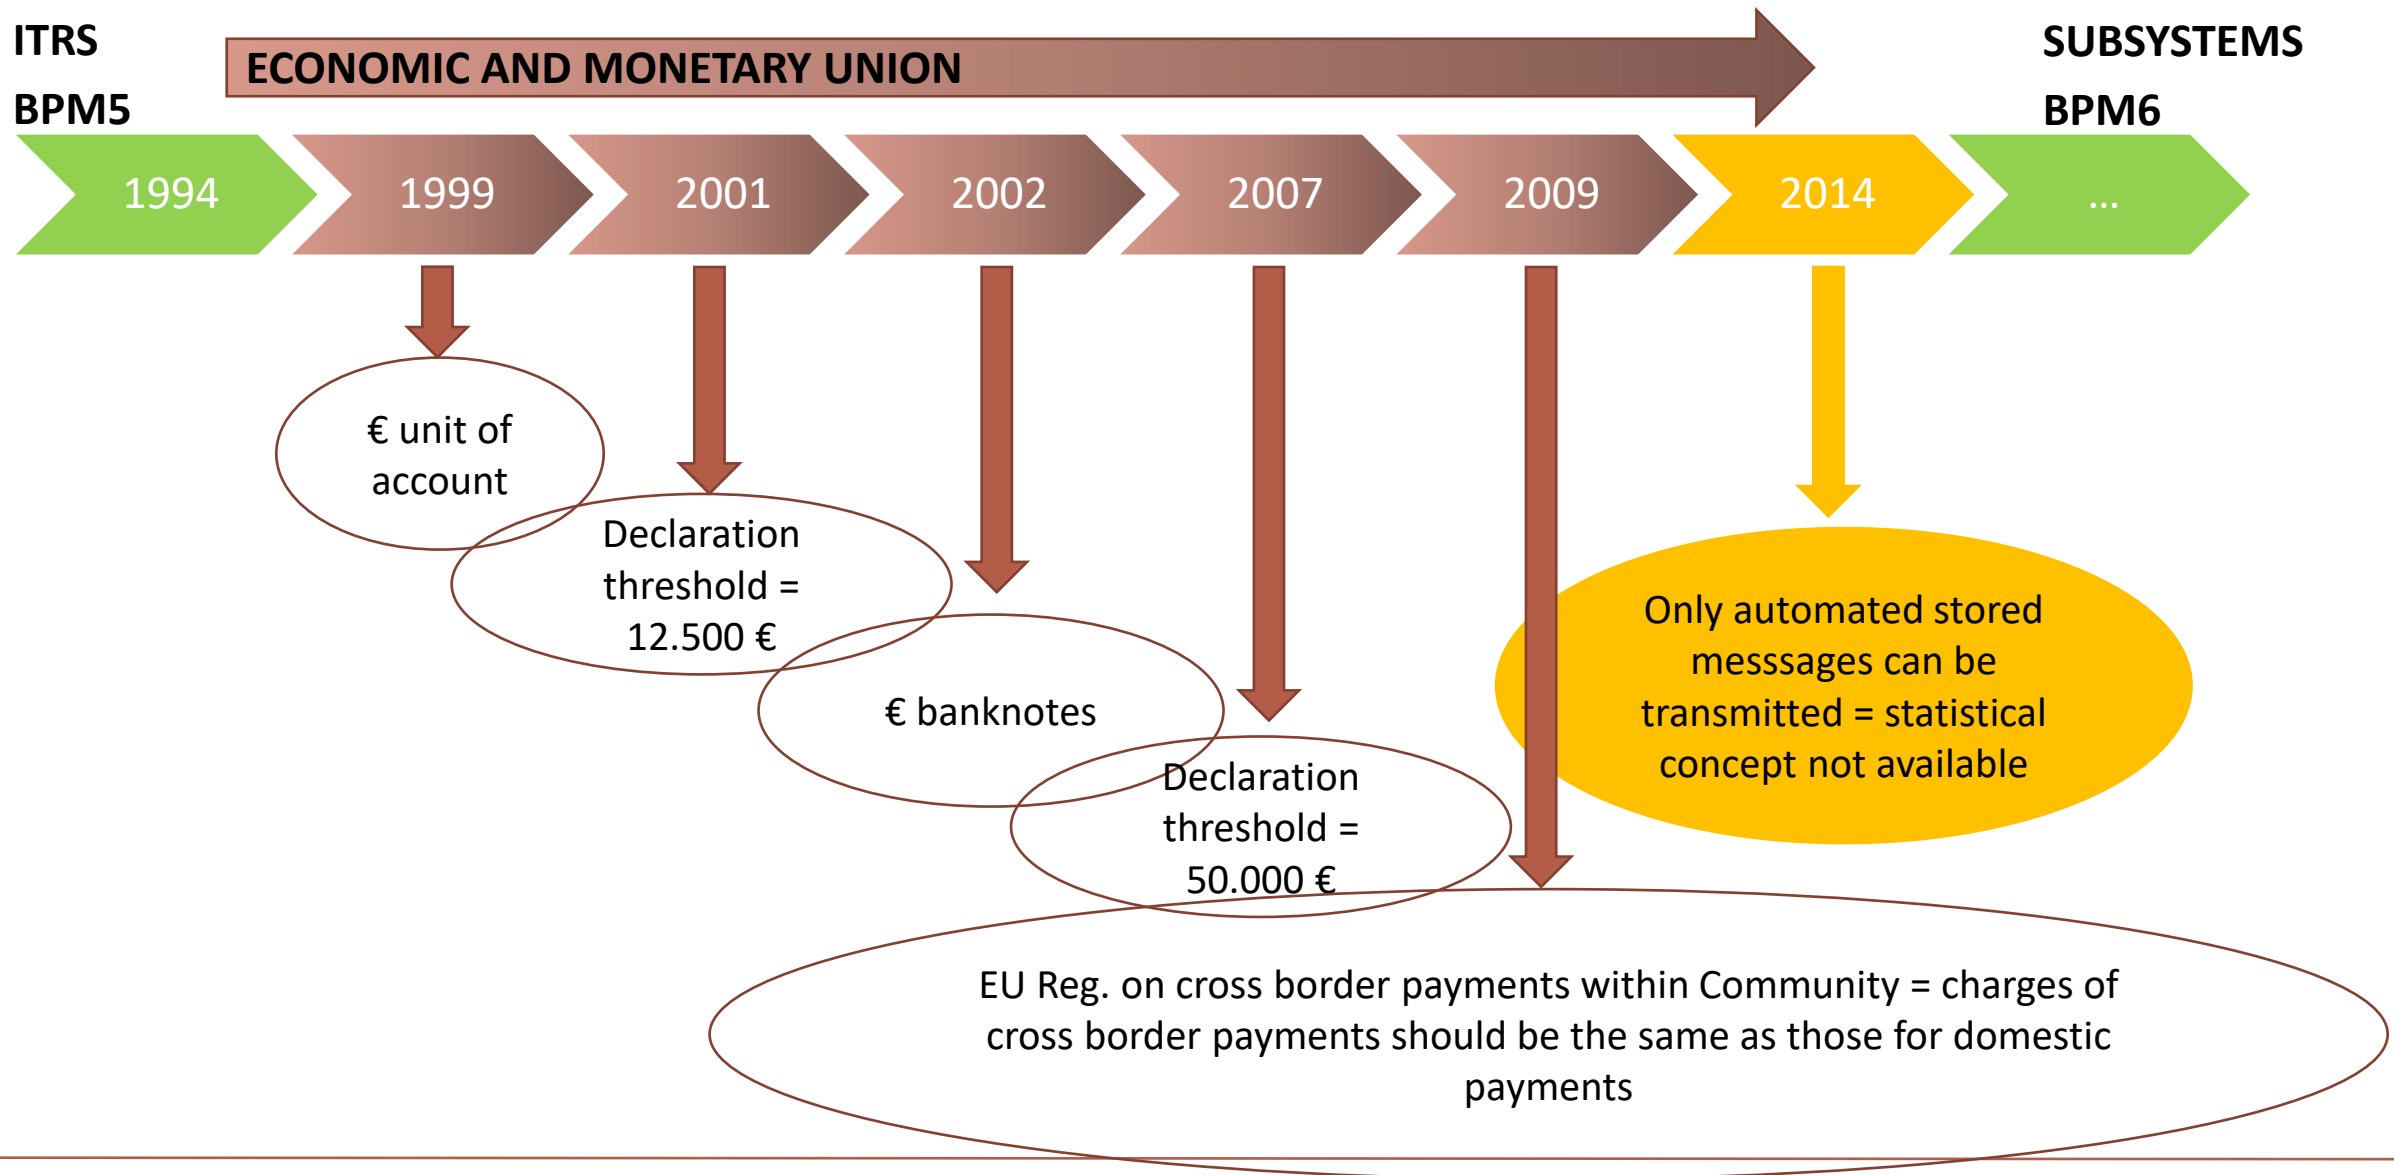 ITRS
BPM5
ECONOMIC AND MONETARY UNION
SUBSYSTEMS
BPM6
1994
1999
2001
2002
2007
2009
2014
...
€ unit of
account
Declaration
threshold =
12.500 €
€ banknotes
Declaration
threshold =
50.000 €
Only automated stored
messsages can be
transmitted = statistical
concept not available
EU Reg. on cross border payments within Community = charges of
cross border payments should be the same as those for domestic
payments